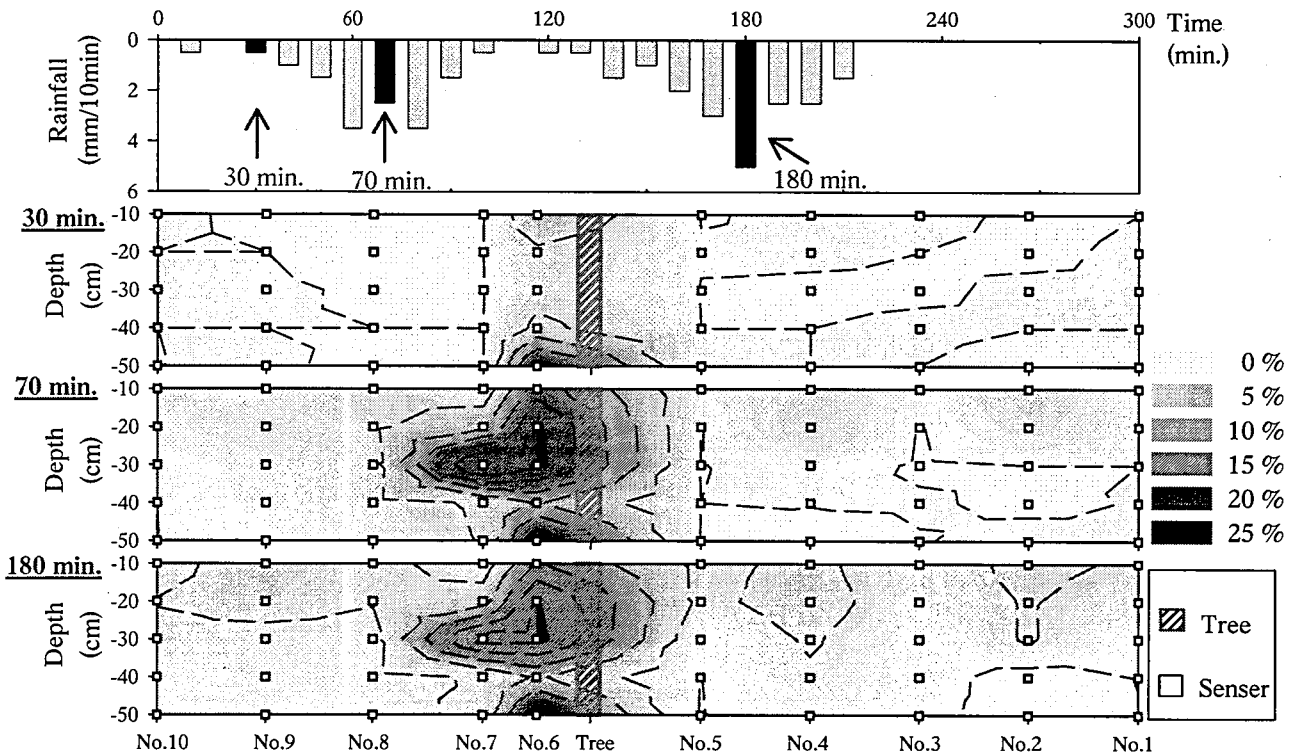 0 60 120 180 240 300 Time (min.)
0
2
4
6
Rainfall (mm/10min)
30 min. 70 min. 180 min.
30 min.
-10
-20
-30
-40
-50
Depth (cm)
70 min.
-10
-20
-30
-40
-50
Depth (cm)
180 min.
-10
-20
-30
-40
-50
Depth (cm)
No.10 No.9 No.8 No.7 No.6 Tree No.5 No.4 No.3 No.2 No.1
0 %
5 %
10 %
15 %
20 %
25 %
Tree
Senser